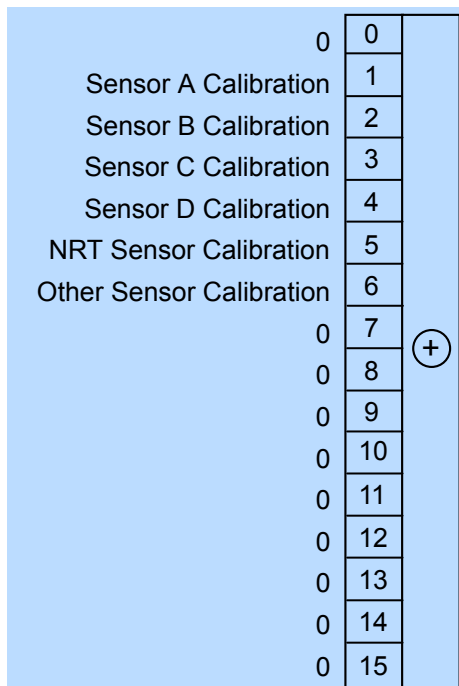 0 0
Sensor A Calibration 1
Sensor B Calibration 2
Sensor C Calibration 3
Sensor D Calibration 4
NRT Sensor Calibration 5
Other Sensor Calibration 6
0 7
+
0 8
0 9
0 10
0 11
0 12
0 13
0 14
0 15